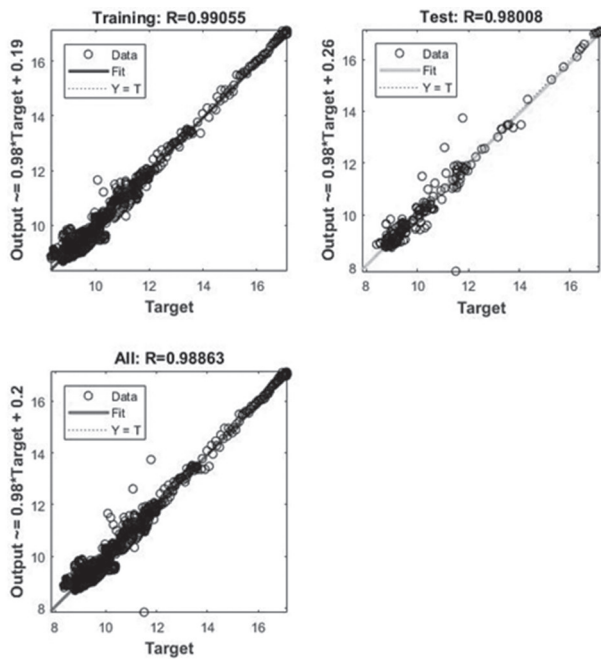 Training: R=0.99055
Output ~= 0.98*Target + 0.19
16
14
12
10
Data
Fit
Y = T
10 12 14 16
Target
Test: R=0.98008
Output ~= 0.98*Target + 0.26
16
14
12
10
8
Data
Fit
Y = T
8 10 12 14 16
Target
All: R=0.98863
Output ~= 0.98*Target + 0.2
16
14
12
10
8
Data
Fit
Y = T
8 10 12 14 16
Target